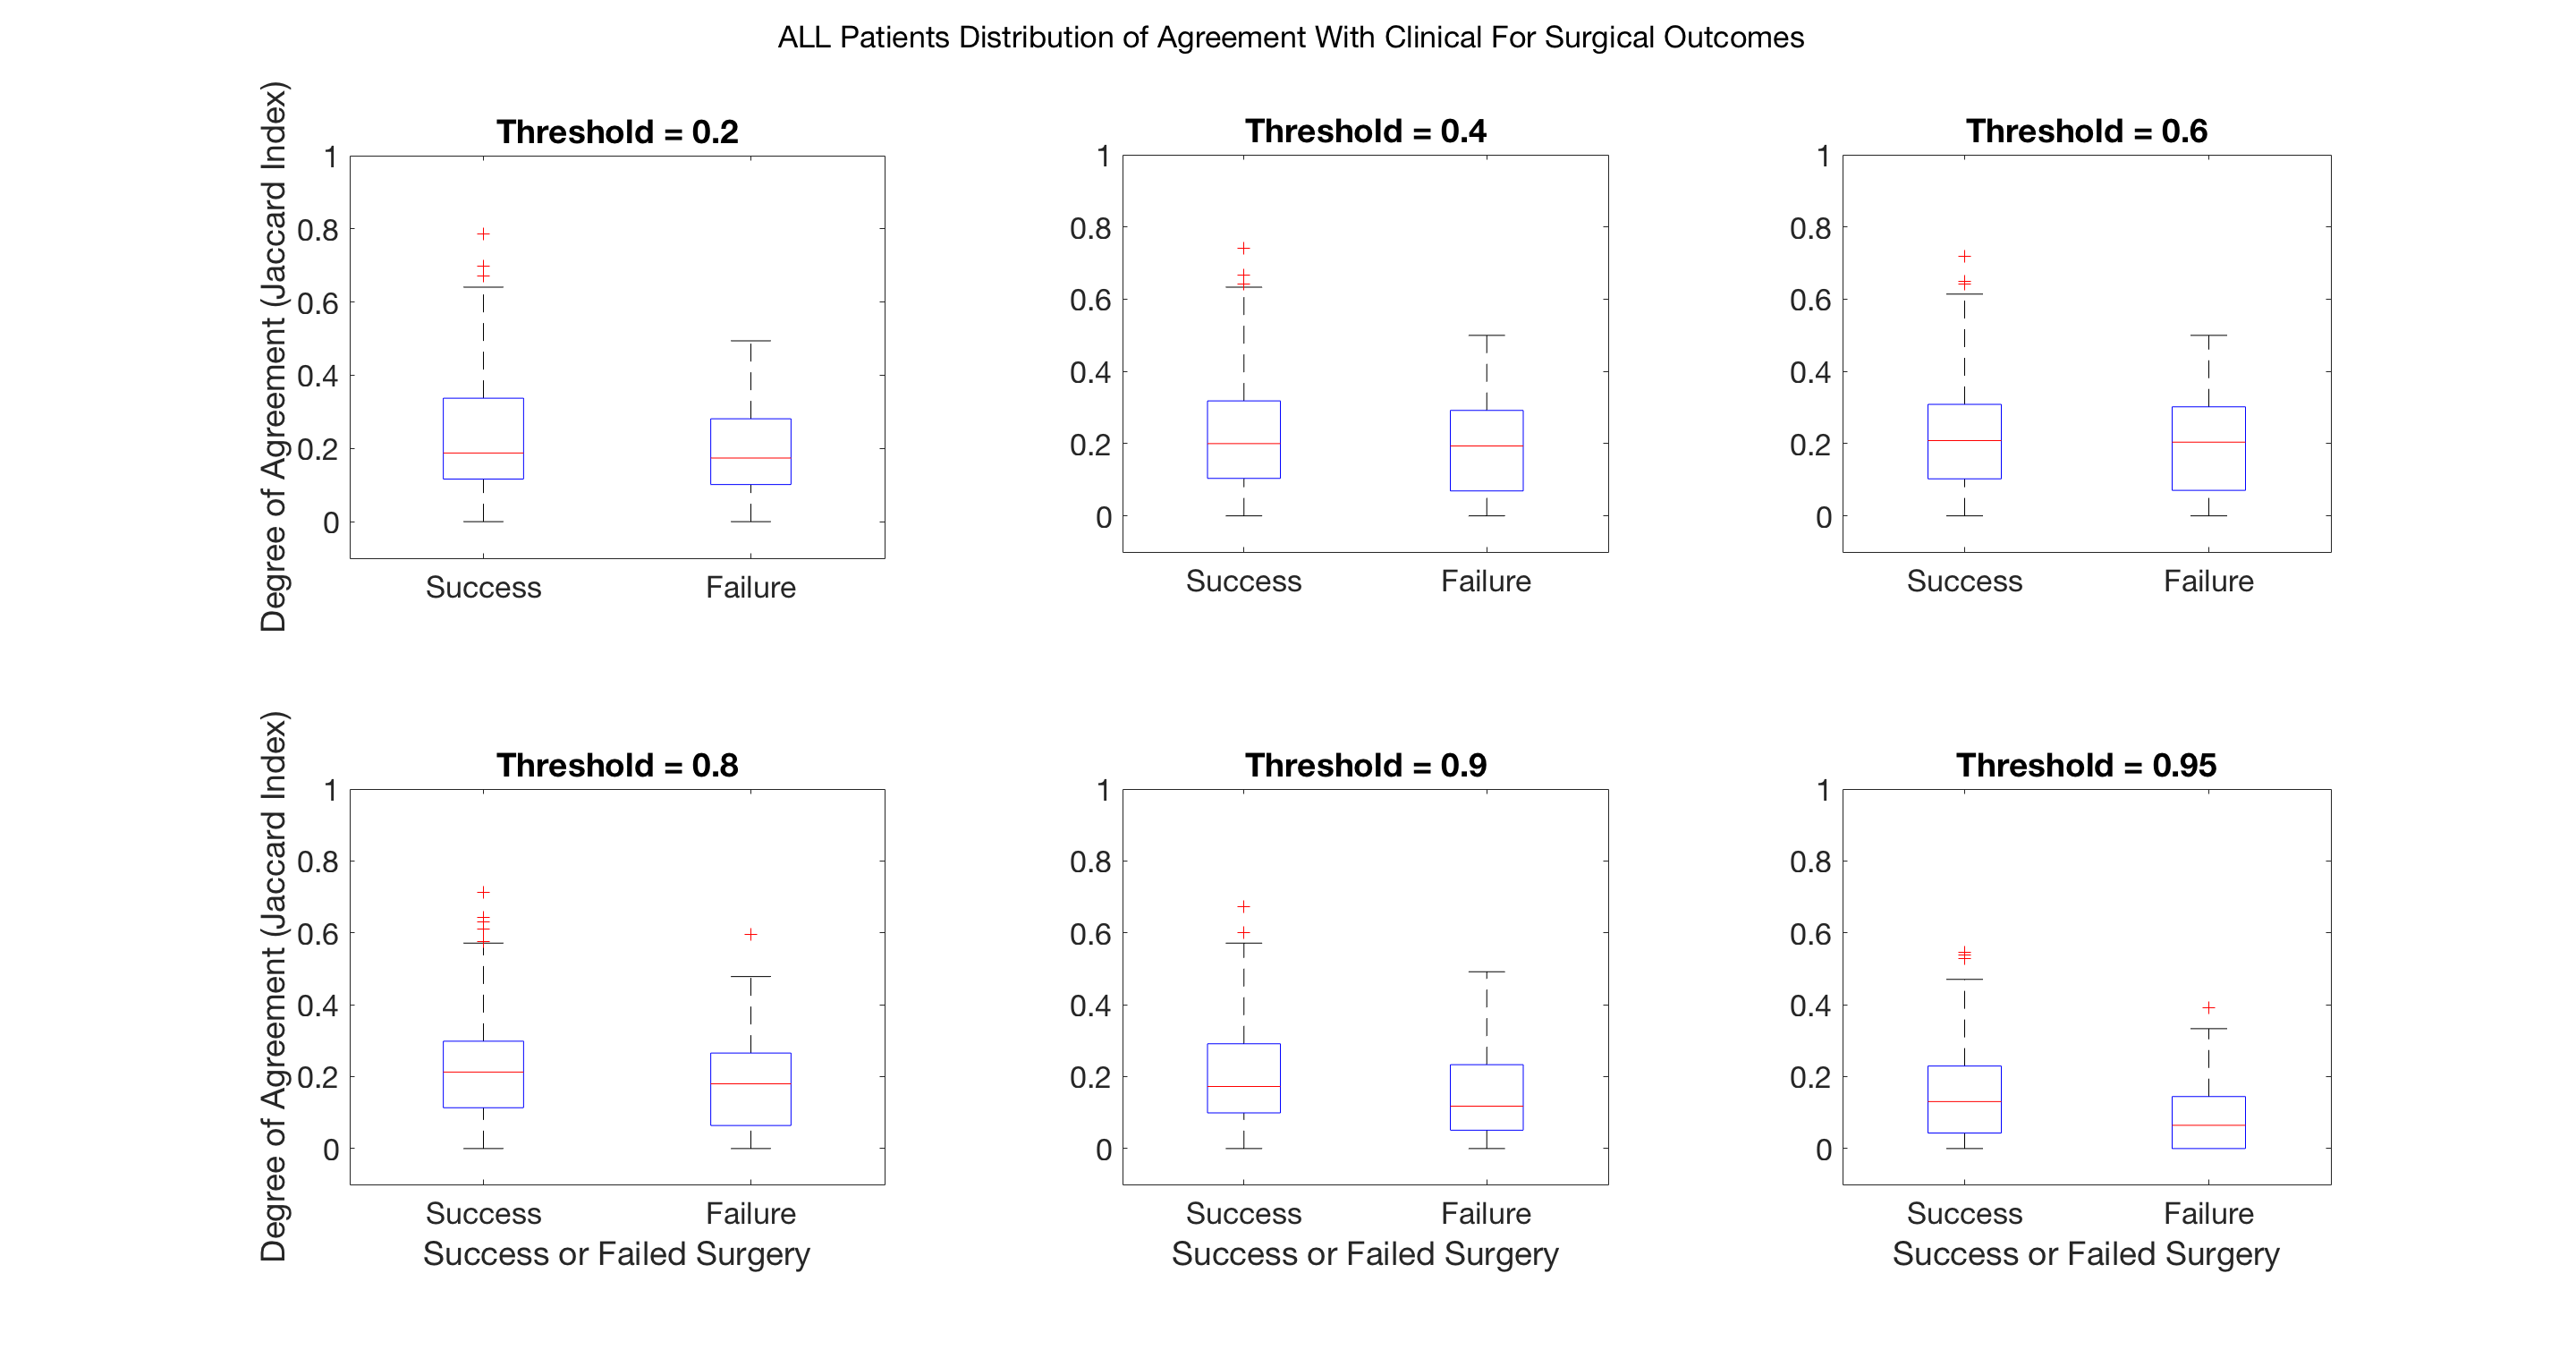 ALL Patients Distribution of Agreement With Clinical For Surgical Outcomes
Threshold = 0.2
Degree of Agreement (Jaccard Index)
1
0.8
0.6
0.4
0.2
0
Success Failure
Threshold = 0.4
1
0.8
0.6
0.4
0.2
0
Success Failure
Threshold = 0.6
1
0.8
0.6
0.4
0.2
0
Success Failure
Threshold = 0.8
Degree of Agreement (Jaccard Index)
1
0.8
0.6
0.4
0.2
0
Success Failure
Success or Failed Surgery
Threshold = 0.9
1
0.8
0.6
0.4
0.2
0
Success Failure
Success or Failed Surgery
Threshold = 0.95
1
0.8
0.6
0.4
0.2
0
Success Failure
Success or Failed Surgery